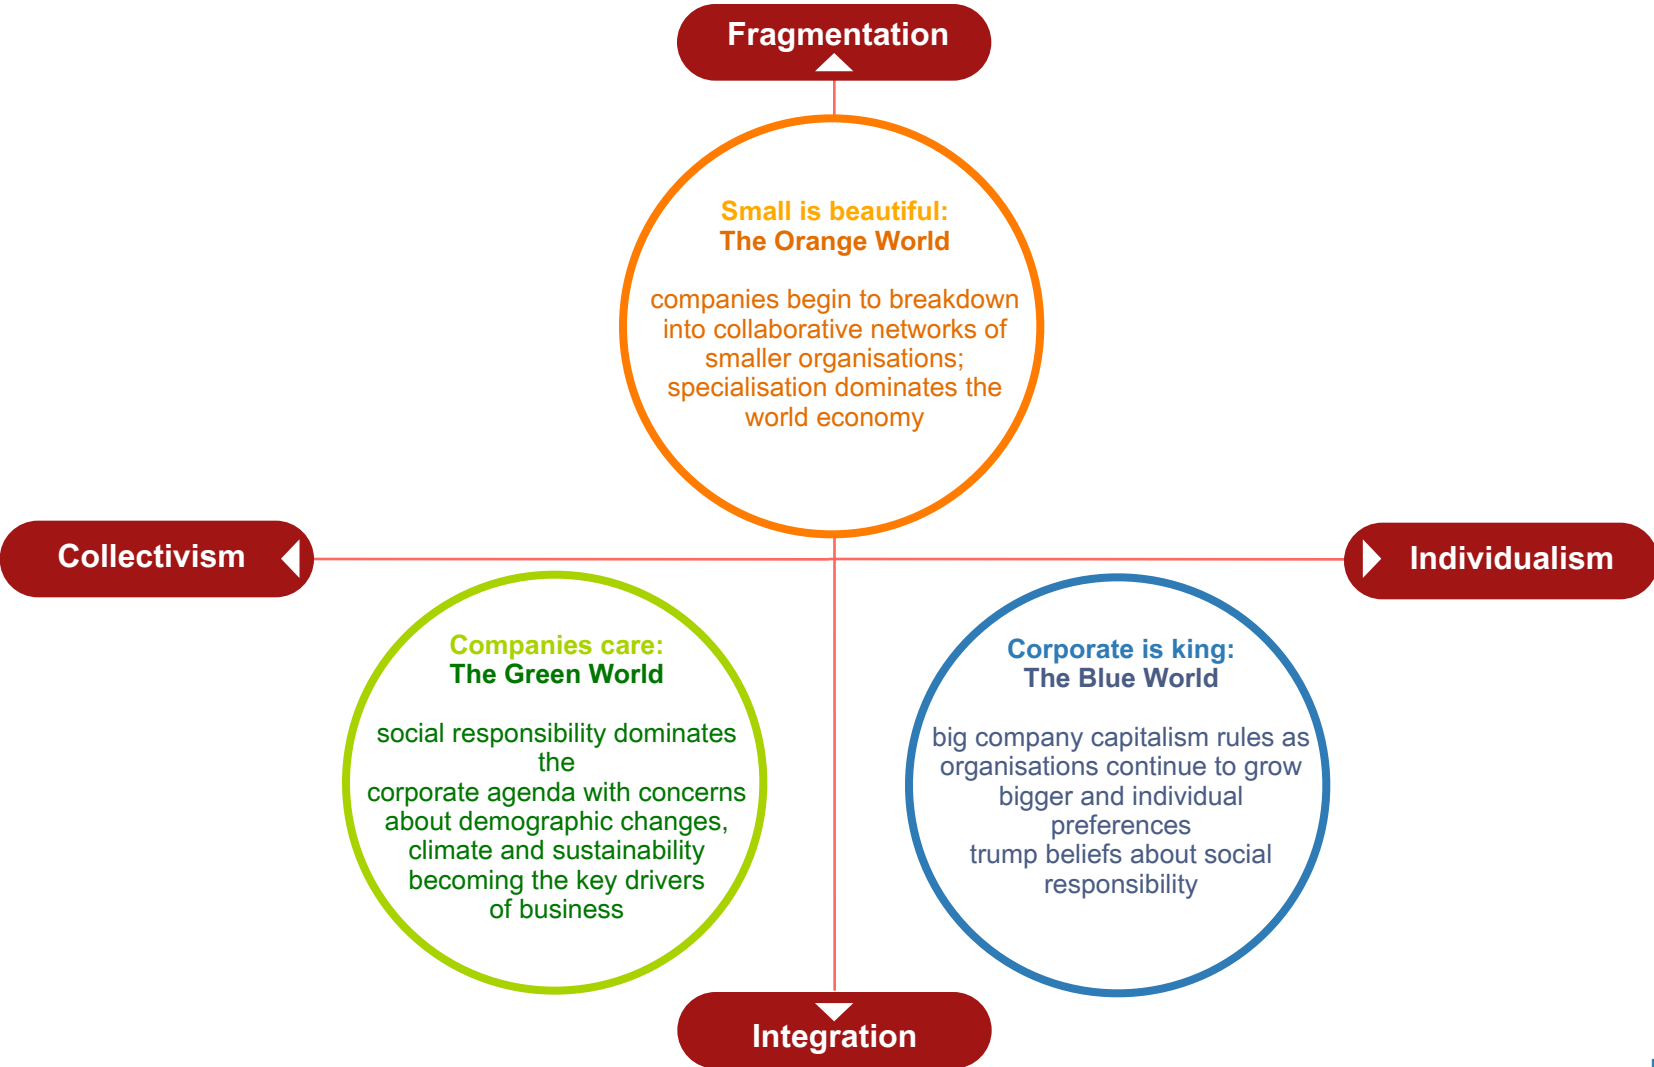 Fragmentation
Small is beautiful:
The Orange World
companies begin to breakdown
into collaborative networks of
smaller organisations;
specialisation dominates the
world economy
Collectivism
Individualism
Companies care:
The Green World
social responsibility dominates
the
corporate agenda with concerns
about demographic changes,
climate and sustainability
becoming the key drivers
of business
Corporate is king:
The Blue World
big company capitalism rules as
organisations continue to grow
bigger and individual
preferences
trump beliefs about social
responsibility
Integration